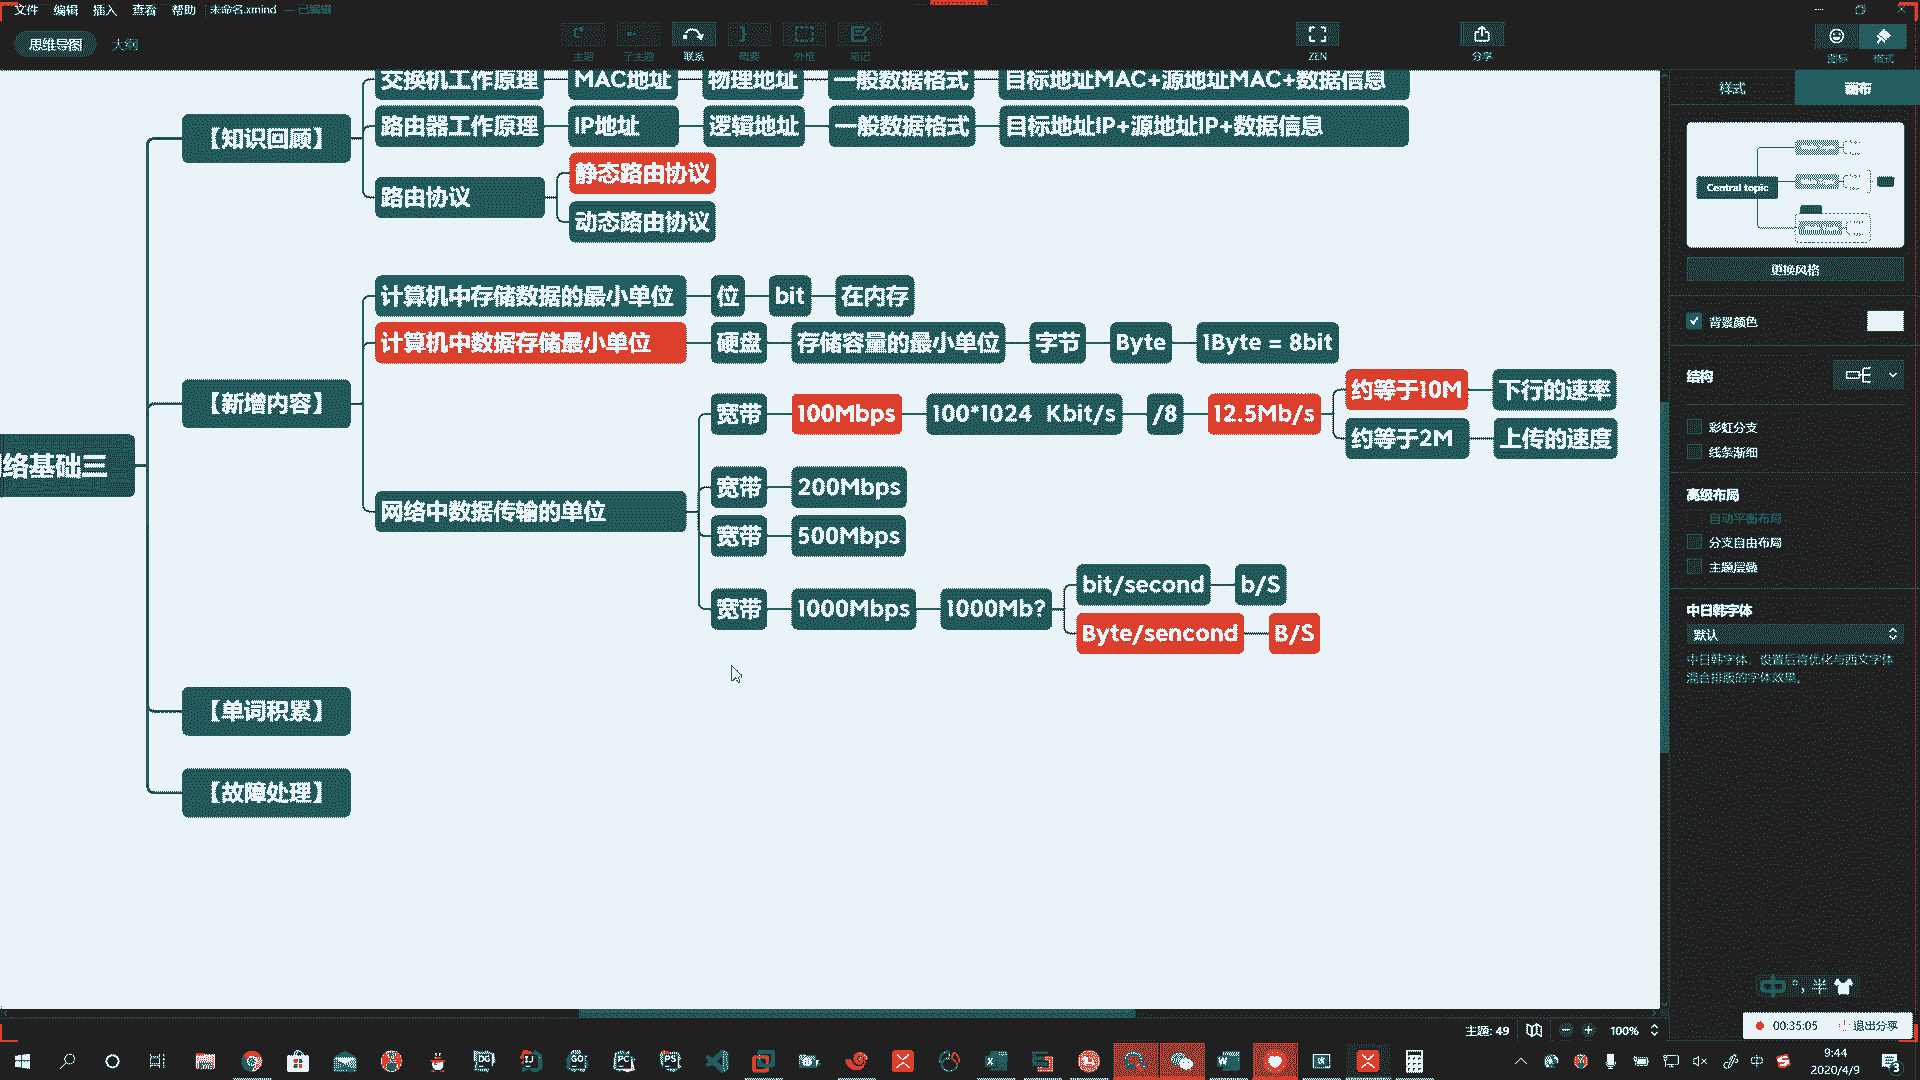 文件 编辑 插入 查看 帮助 未命名.xmind — 已编辑
思维导图 大纲
主题 子主题 联系 概要 外框 笔记 ZEN 分享 图标 格式
交换机工作原理 MAC地址 物理地址 一般数据格式 目标地址MAC+源地址MAC+数据信息
【知识回顾】 路由器工作原理 IP地址 逻辑地址 一般数据格式 目标地址IP+源地址IP+数据信息
路由协议 静态路由协议
动态路由协议
计算机中存储数据的最小单位 位 bit 在内存
计算机中数据存储最小单位 硬盘 存储容量的最小单位 字节 Byte 1Byte = 8bit
【新增内容】
宽带 100Mbps 100*1024 Kbit/s /8 12.5Mb/s 约等于10M 下行的速率
约等于2M 上传的速度
络基础三
网络中数据传输的单位
宽带 200Mbps
宽带 500Mbps
宽带 1000Mbps 1000Mb? bit/second b/S
Byte/sencond B/S
【单词积累】
【故障处理】
样式 画布
Central topic
更换风格
背景颜色
结构
彩虹分支
线条渐细
高级布局
自动平衡布局
分支自由布局
主题层叠
中日韩字体
默认
中日韩字体，设置后将优化与西文字体
混合排版的字体效果。
中 °, 半
主题: 49 100%
00:35:05 退出分享
DG IJ GO PC PS
中
9:44
2020/4/9
3